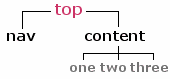 top
nav content
one two three